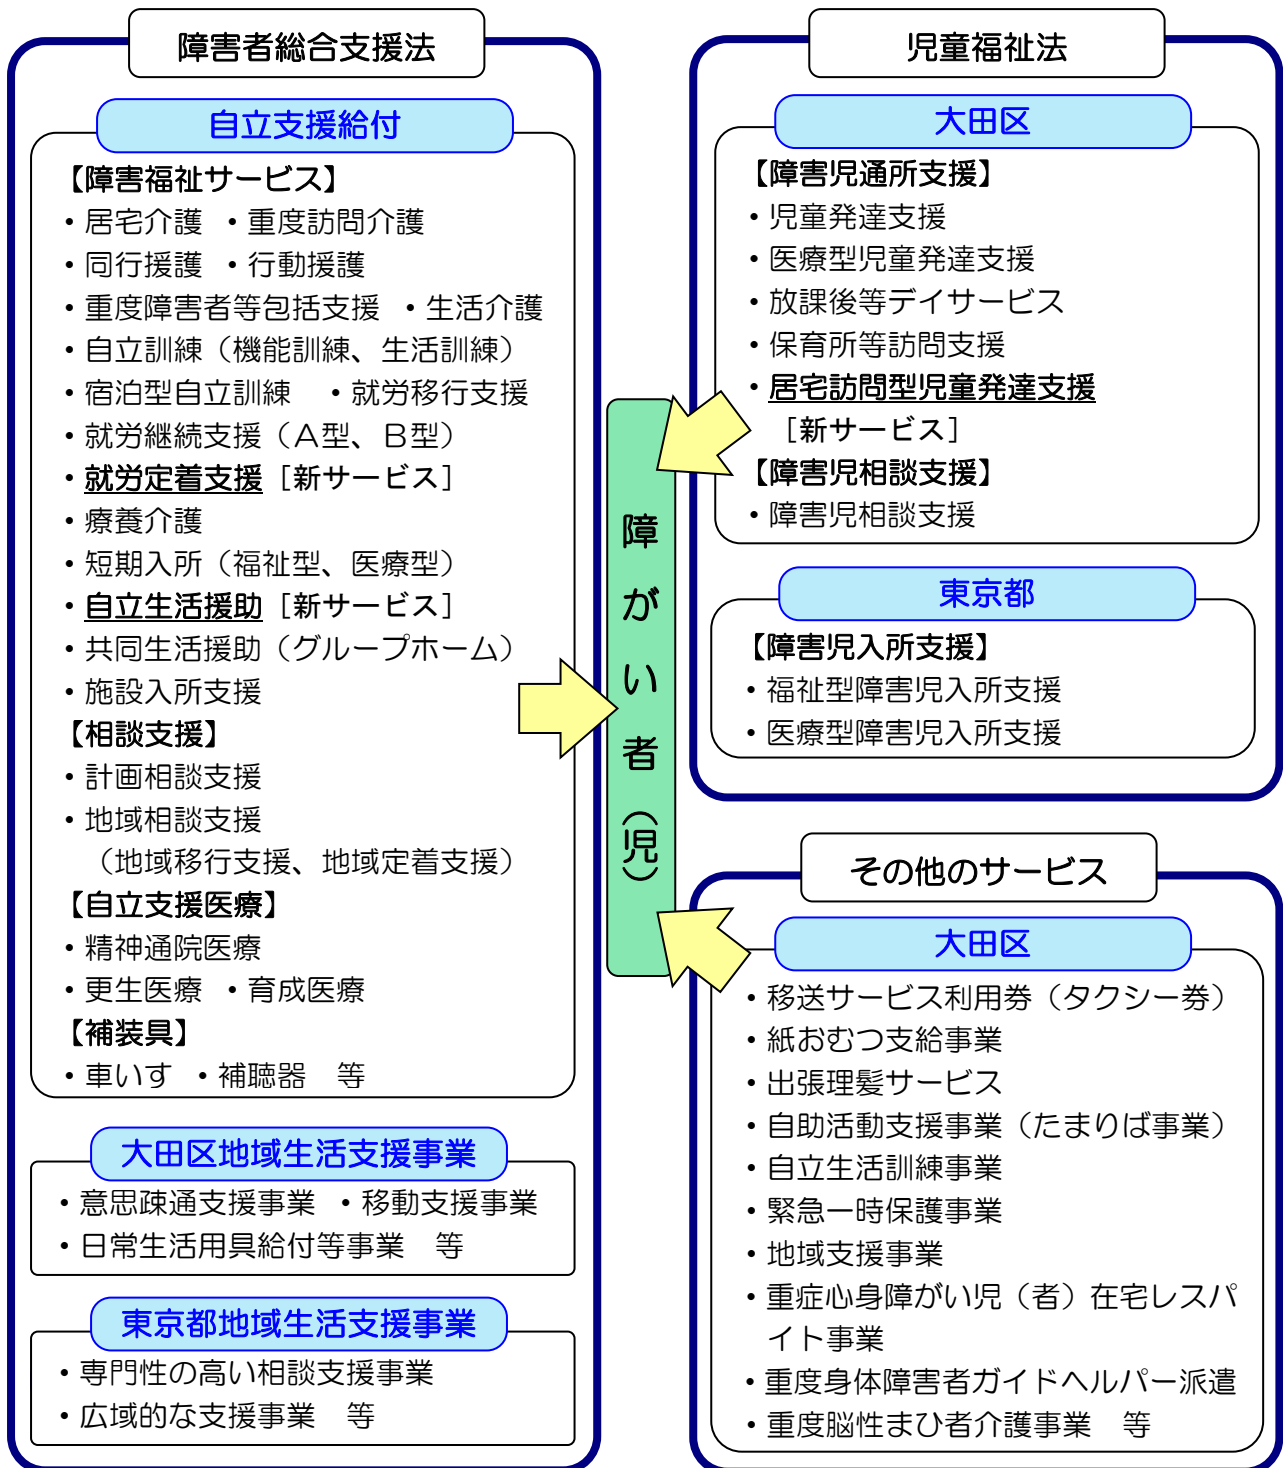 障害者総合支援法
自立支援給付
【障害福祉サービス】
・居宅介護 ・重度訪問介護
・同行援護 ・行動援護
・重度障害者等包括支援 ・生活介護
・自立訓練（機能訓練、生活訓練）
・宿泊型自立訓練 ・就労移行支援
・就労継続支援（Ａ型、Ｂ型）
・就労定着支援［新サービス］
・療養介護
・短期入所（福祉型、医療型）
・自立生活援助［新サービス］
・共同生活援助（グループホーム）
・施設入所支援
【相談支援】
・計画相談支援
・地域相談支援
（地域移行支援、地域定着支援）
【自立支援医療】
・精神通院医療
・更生医療 ・育成医療
【補装具】
・車いす ・補聴器 等
大田区地域生活支援事業
・意思疎通支援事業 ・移動支援事業
・日常生活用具給付等事業 等
東京都地域生活支援事業
・専門性の高い相談支援事業
・広域的な支援事業 等
障がい者（児）
児童福祉法
大田区
【障害児通所支援】
・児童発達支援
・医療型児童発達支援
・放課後等デイサービス
・保育所等訪問支援
・居宅訪問型児童発達支援
［新サービス］
【障害児相談支援】
・障害児相談支援
東京都
【障害児入所支援】
・福祉型障害児入所支援
・医療型障害児入所支援
その他のサービス
大田区
・移送サービス利用券（タクシー券）
・紙おむつ支給事業
・出張理髪サービス
・自助活動支援事業（たまりば事業）
・自立生活訓練事業
・緊急一時保護事業
・地域支援事業
・重症心身障がい児（者）在宅レスパ
イト事業
・重度身体障害者ガイドヘルパー派遣
・重度脳性まひ者介護事業 等